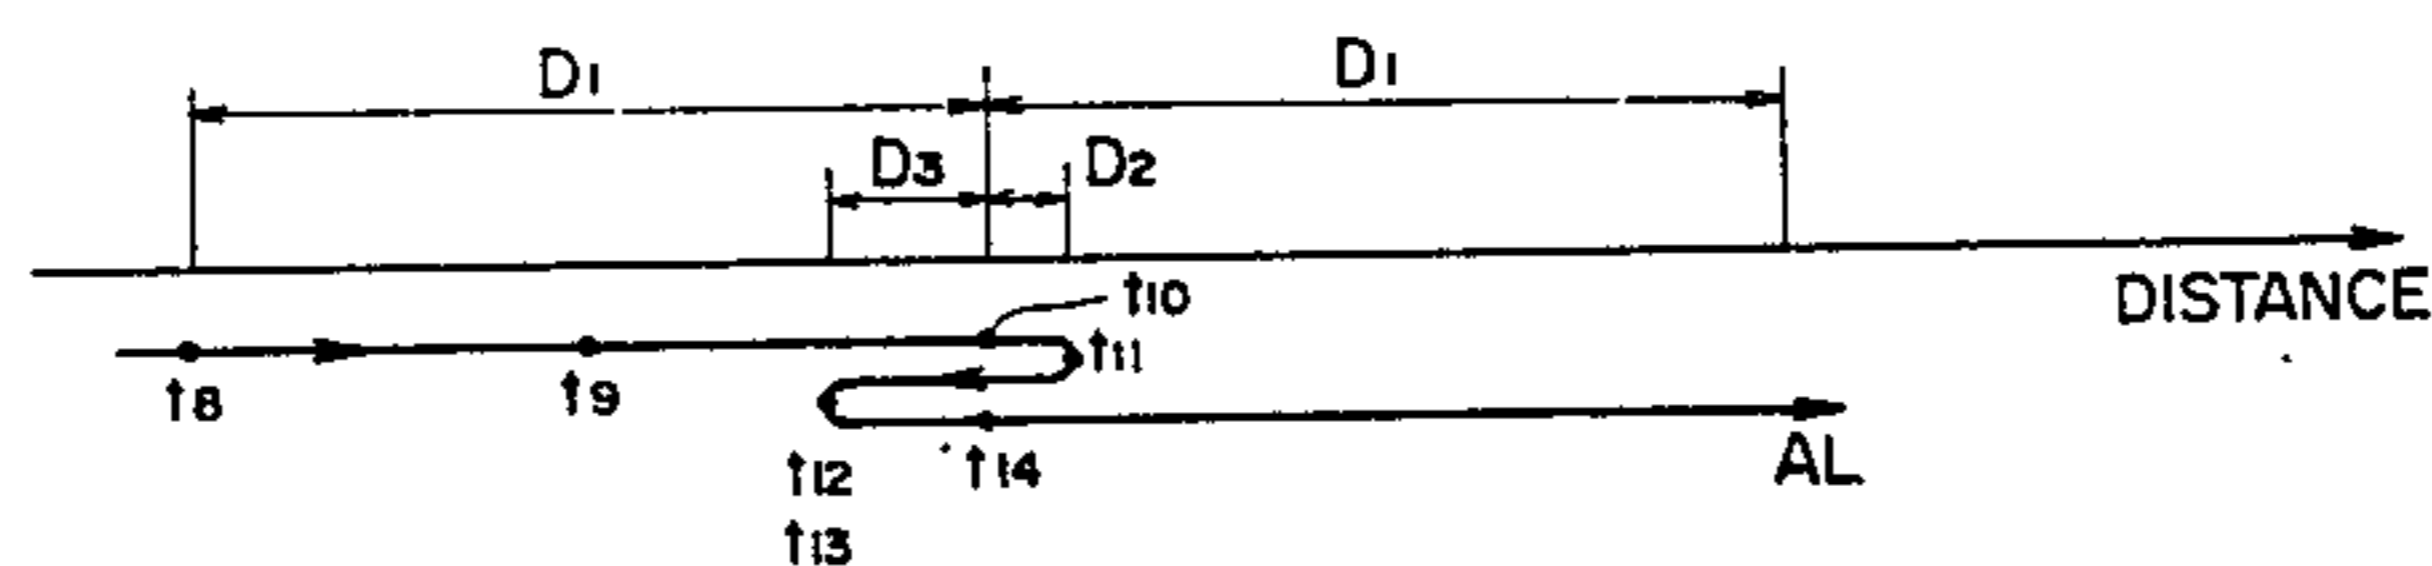 D1 D1
D3 D2
t10
DISTANCE
t8 t9 t11
t12 t14 AL
t13